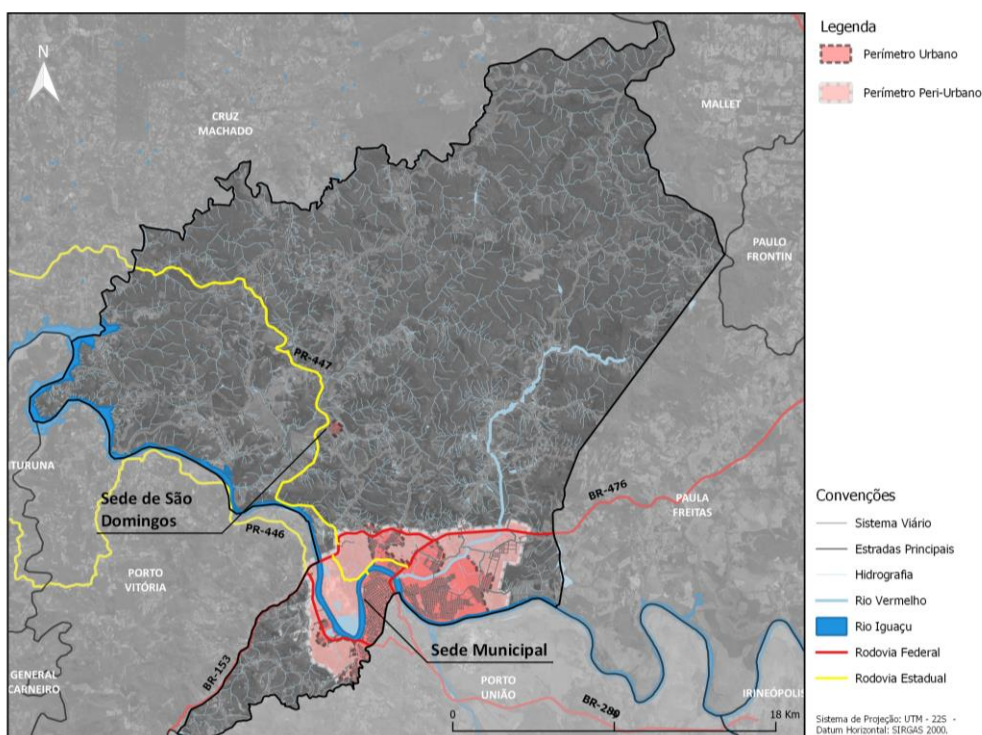 N
CRUZ
MACHADO
MALLET
PAULO
FRONTIN
PR-447
ITURUNA
Sede de São
Domingos
PR-446
BR-476
PAULA
FREITAS
PORTO
VITÓRIA
Sede Municipal
BR-153
GENERAL
CARNEIRO
PORTO
UNIÃO
BR-280
IRINEÓPOLIS
0
18 Km
Legenda
Perímetro Urbano
Perímetro Peri-Urbano
Convenções
Sistema Viário
Estradas Principais
Hidrografia
Rio Vermelho
Rio Iguaçu
Rodovia Federal
Rodovia Estadual
Sistema de Projeção: UTM - 22S -
Datum Horizontal: SIRGAS 2000.